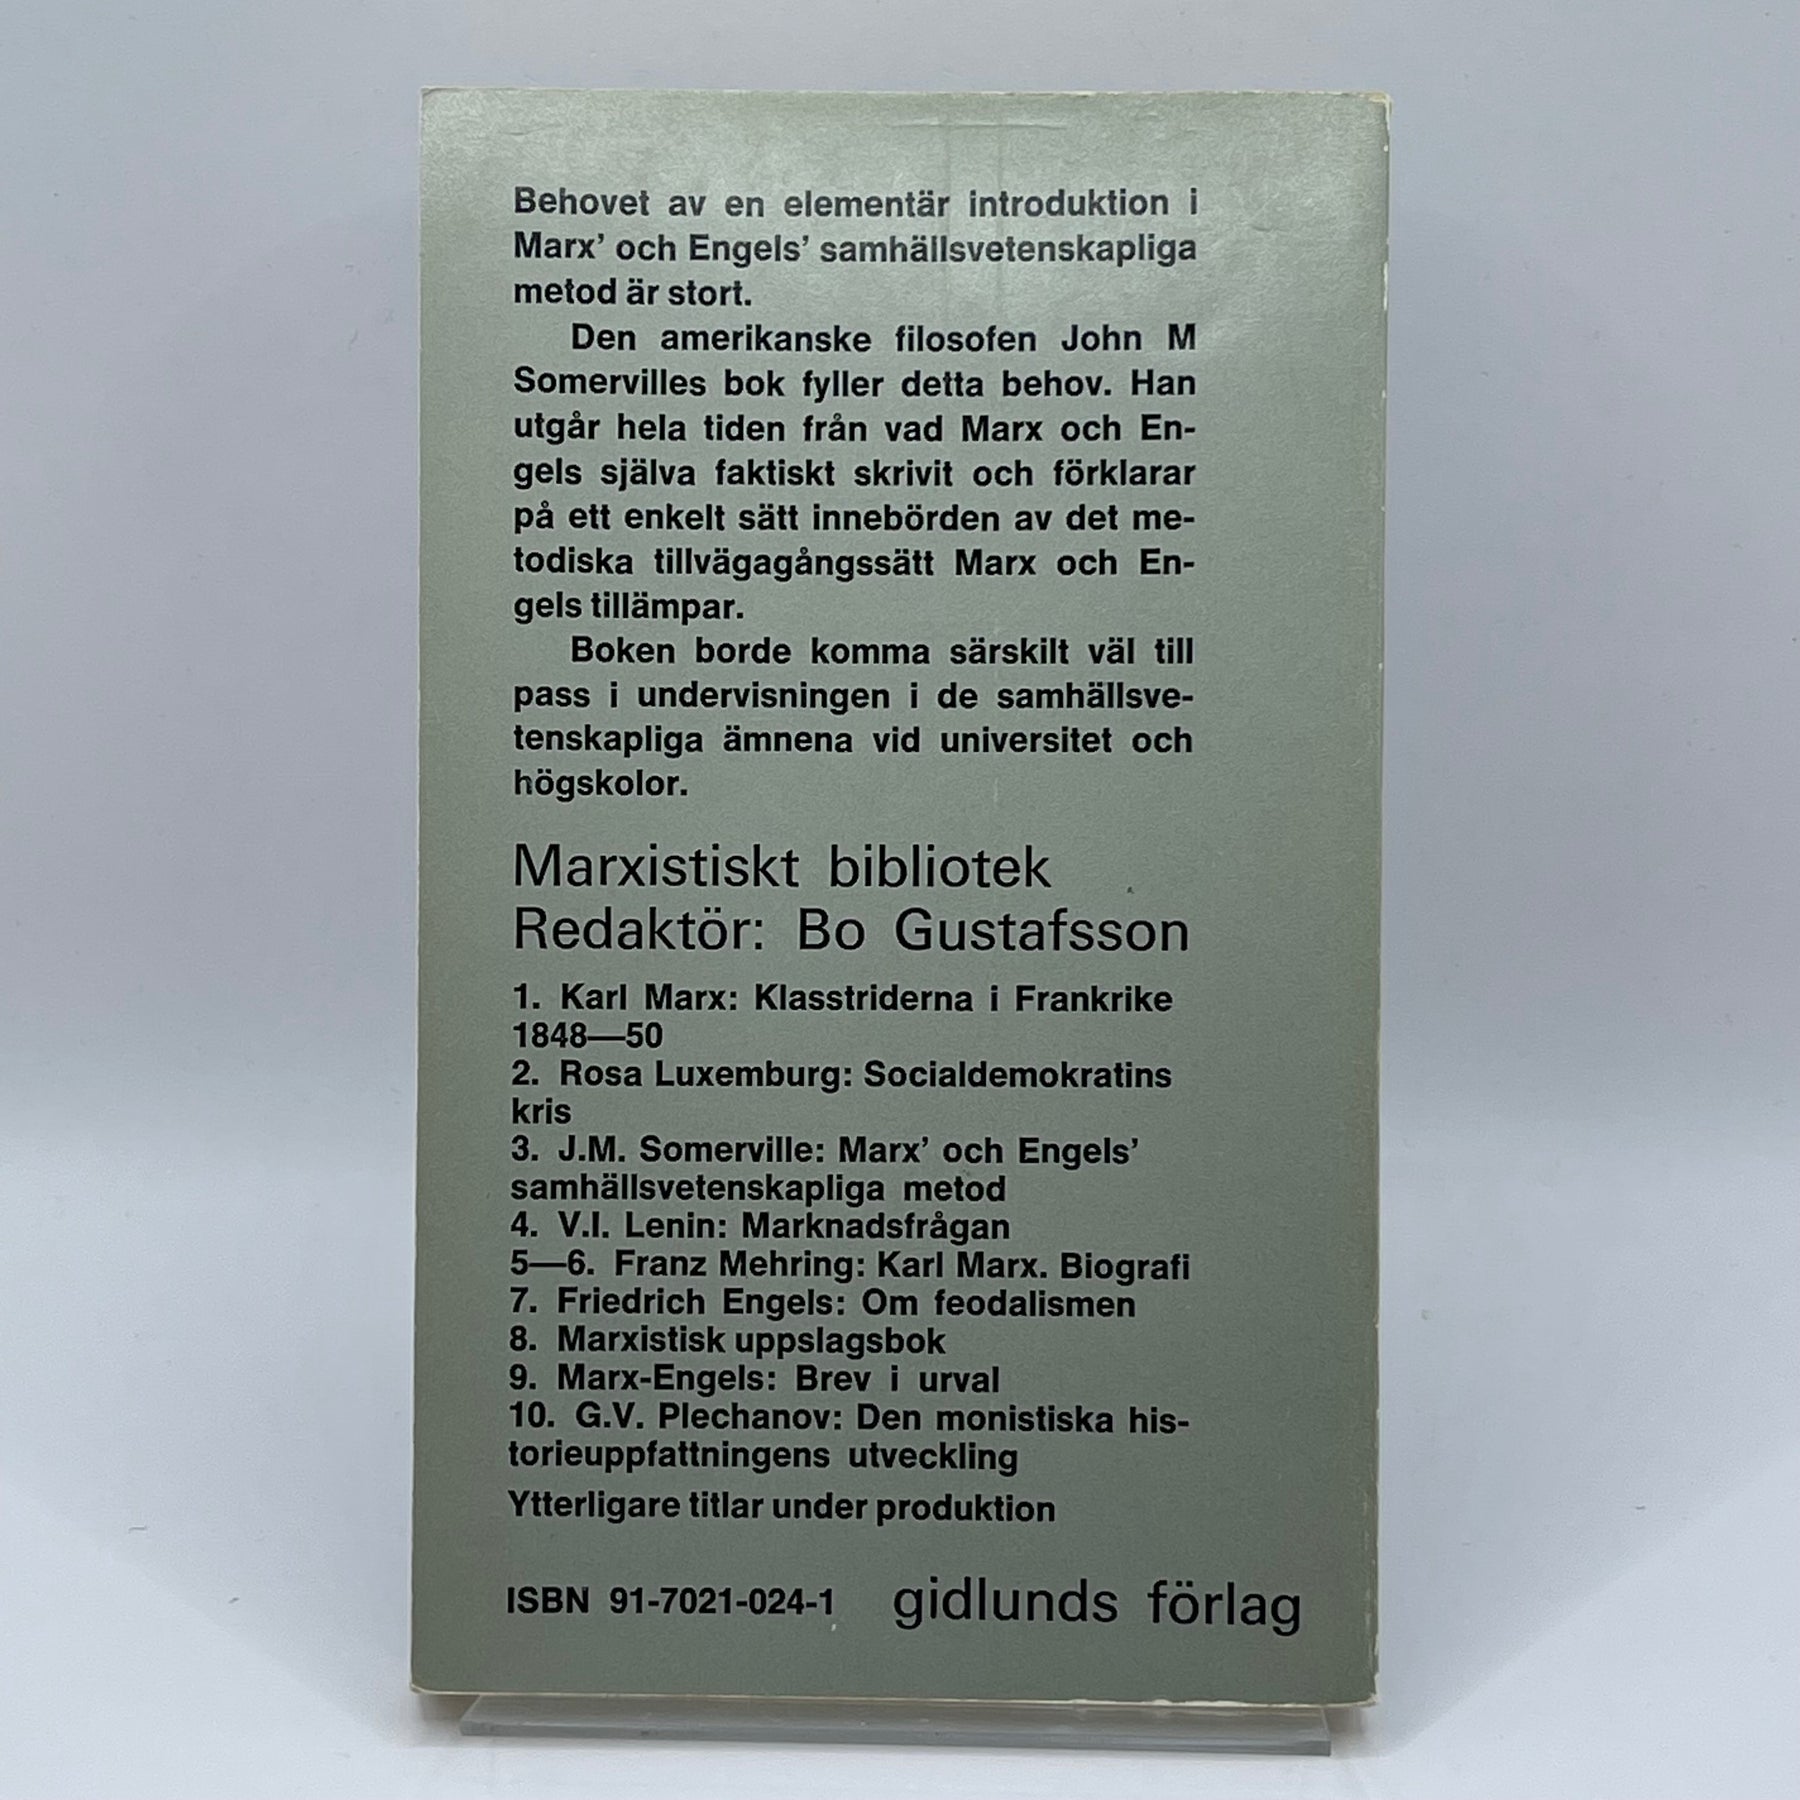 Behovet av en elementär introduktion i
Marx’ och Engels’ samhällsvetenskapliga
metod är stort.
Den amerikanske filosofen John M
Somervilles bok fyller detta behov. Han
utgår hela tiden från vad Marx och En-
gels själva faktiskt skrivit och förklarar
på ett enkelt sätt innebörden av det me-
todiska tillvägagångssätt Marx och En-
gels tillämpar.
Boken borde komma särskilt väl till
pass i undervisningen i de samhällsve-
tenskapliga ämnena vid universitet och
högskolor.
Marxistiskt bibliotek
Redaktör: Bo Gustafsson
1. Karl Marx: Klasstriderna i Frankrike
1848—50
2. Rosa Luxemburg: Socialdemokratins
kris
3. J.M. Somerville: Marx’ och Engels’
samhällsvetenskapliga metod
4. V.I. Lenin: Marknadsfrågan
5—6. Franz Mehring: Karl Marx. Biografi
7. Friedrich Engels: Om feodalismen
8. Marxistisk uppslagsbok
9. Marx-Engels: Brev i urval
10. G.V. Plechanov: Den monistiska his-
torieuppfattningens utveckling
Ytterligare titlar under produktion
ISBN 91-7021-024-1 gidlunds förlag